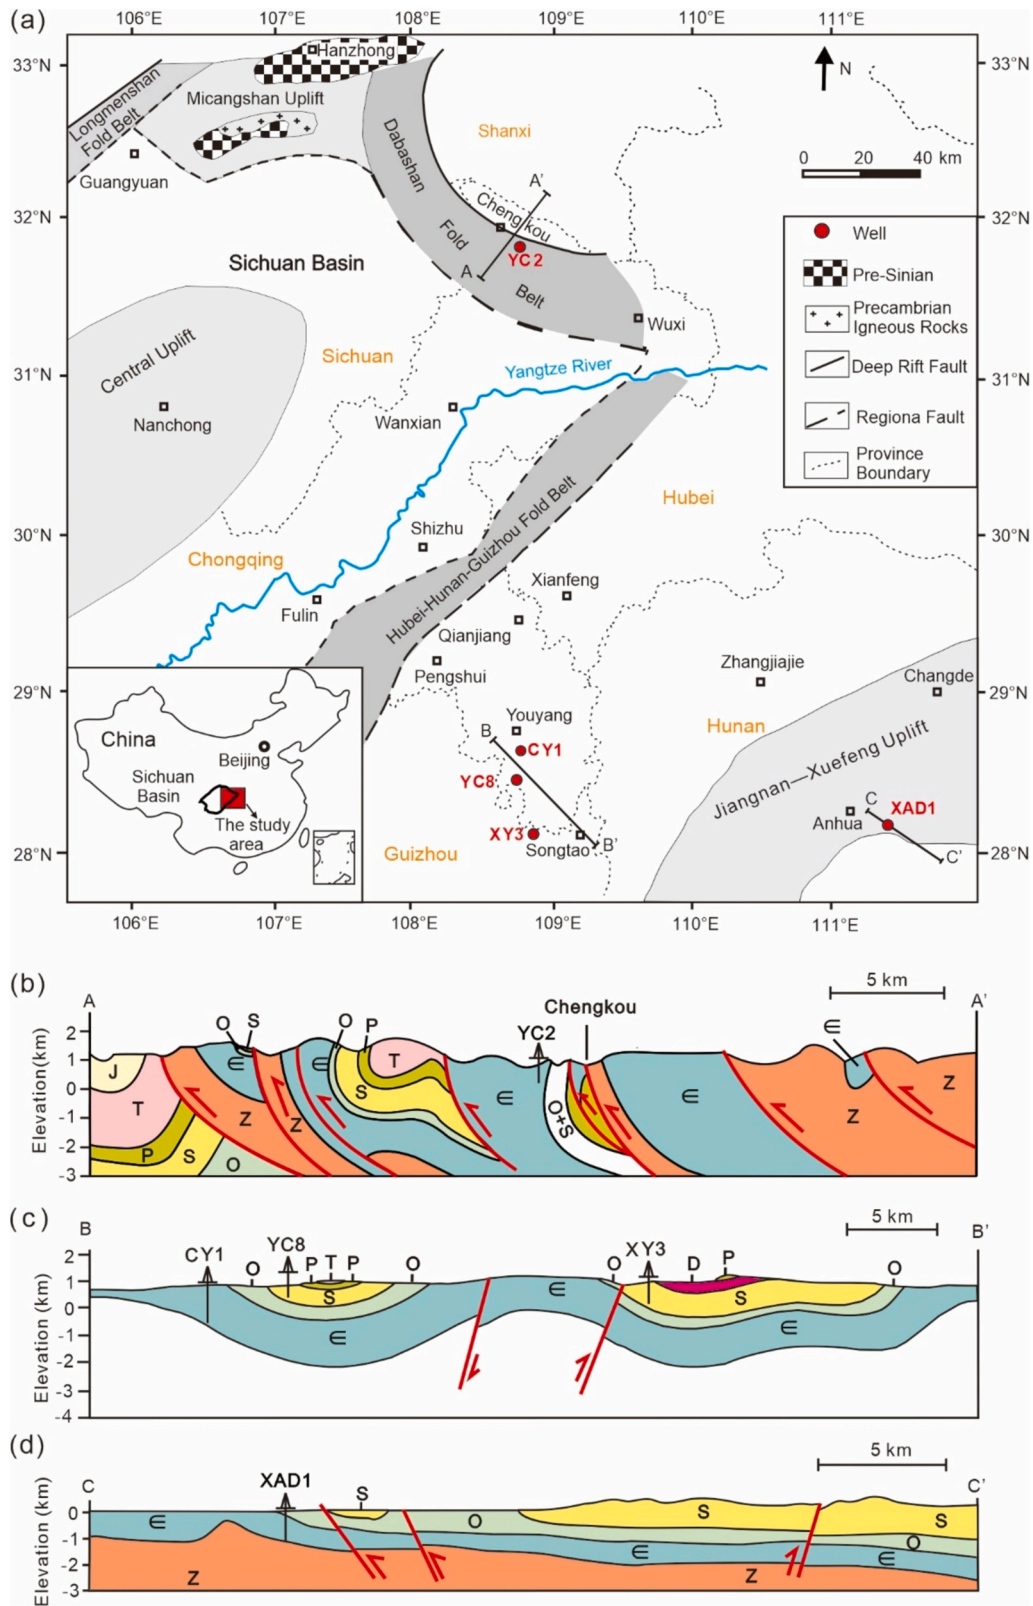 (a)
106°E
107°E
108°E
109°E
110°E
111°E
33°N
33°N
Hanzhong
N
Longmenshan
Fold Belt
Micangshan Uplift
Shanxi
Dabashan
Fold
Belt
0 20 40 km
Guangyuan
A'
Chengkou
32°N
32°N
YC2
A
Sichuan Basin
Well
Pre-Sinian
Precambrian
Igneous Rocks
Deep Rift Fault
Regiona Fault
Province
Boundary
Wuxi
Central Uplift
Sichuan
Yangtze River
31°N
31°N
Nanchong
Wanxian
Hubei
30°N
30°N
Shizhu
Chongqing
Hubei-Hunan-Guizhou Fold Belt
Xianfeng
Fulin
Qianjiang
Pengshui
Zhangjiajie
Changde
29°N
29°N
China
Beijing
Sichuan
Basin
The study
area
Youyang
B
CY1
YC8
XY3
Songtao
B'
Hunan
Jiangnan—Xuefeng Uplift
C
XAD1
Anhua
C'
Guizhou
28°N
28°N
106°E
107°E
108°E
109°E
110°E
111°E
(b)
5 km
A
A'
Chengkou
YC2
O S O P ∈
Elevation(km)
2
1
0
-1
-2
-3
J T P S O Z ∈ Z ∈ S T ∈ O+S ∈ Z Z
(c)
5 km
B
B'
CY1
YC8
XY3
O P T P O O D P O
S ∈ ∈ S ∈
Elevation (km)
2
1
0
-1
-2
-3
-4
(d)
5 km
C
C'
XAD1
S
Elevation (km)
0
-1
-2
-3
∈ O S S
∈ ∈ O
Z Z